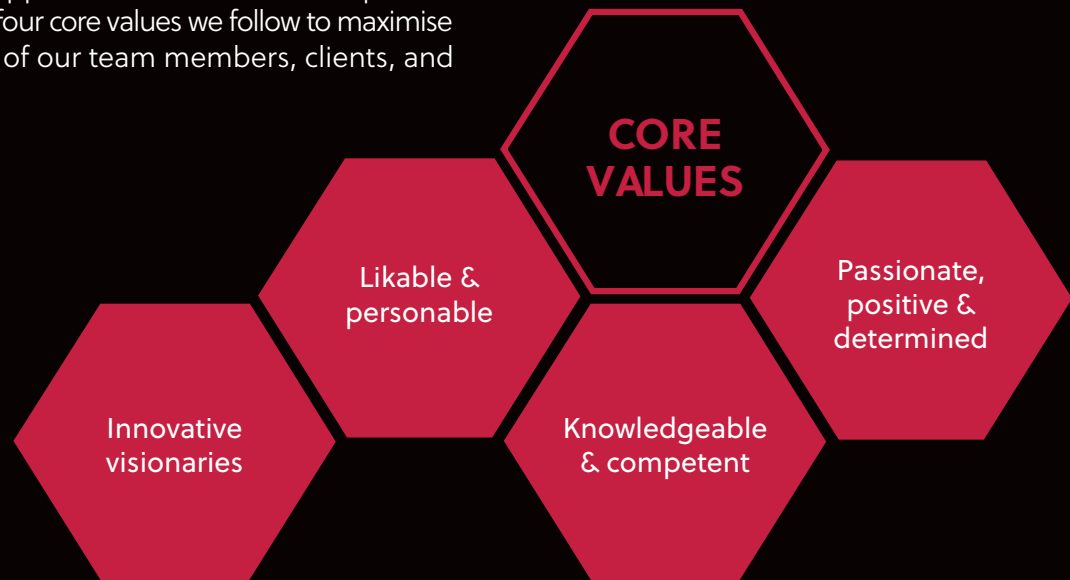 four core values we follow to maximise
of our team members, clients, and
CORE
VALUES
Likable &
personable
Passionate,
positive &
determined
Innovative
visionaries
Knowledgeable
& competent